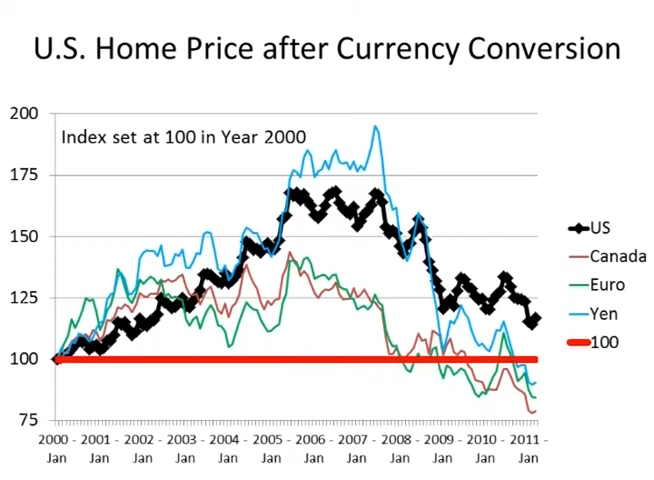 U.S. Home Price after Currency Conversion
200
Index set at 100 in Year 2000
175
150
125
100
75
US
Canada
Euro
Yen
100
2000 - 2001 - 2002 - 2003 - 2004 - 2005 - 2006 - 2007 - 2008 - 2009 - 2010 - 2011 -
Jan Jan Jan Jan Jan Jan Jan Jan Jan Jan Jan Jan